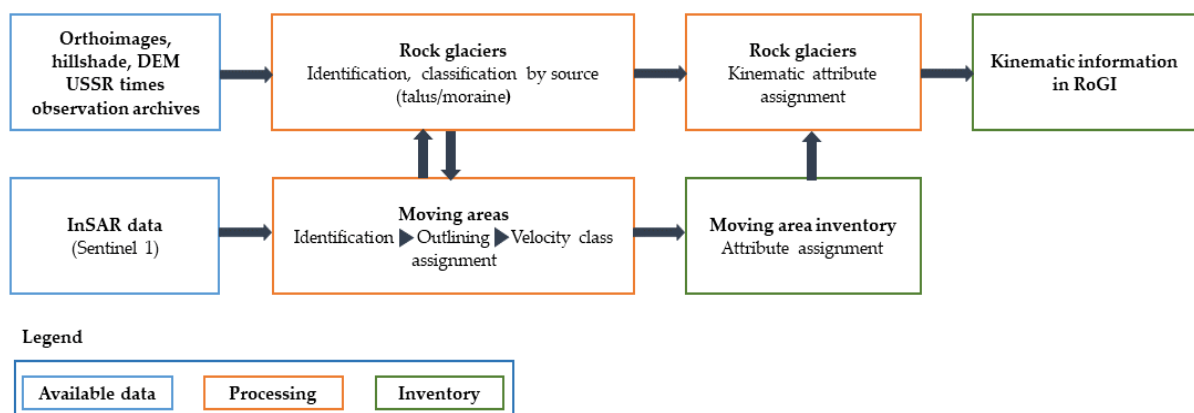 Orthoimages,
hillshade, DEM
USSR times
observation archives
Rock glaciers
Identification, classification by source
(talus/moraine)
Rock glaciers
Kinematic attribute
assignment
Kinematic information
in RoGI
InSAR data
(Sentinel 1)
Moving areas
Identification Outlining Velocity class
assignment
Moving area inventory
Attribute assignment
Legend
Available data
Processing
Inventory